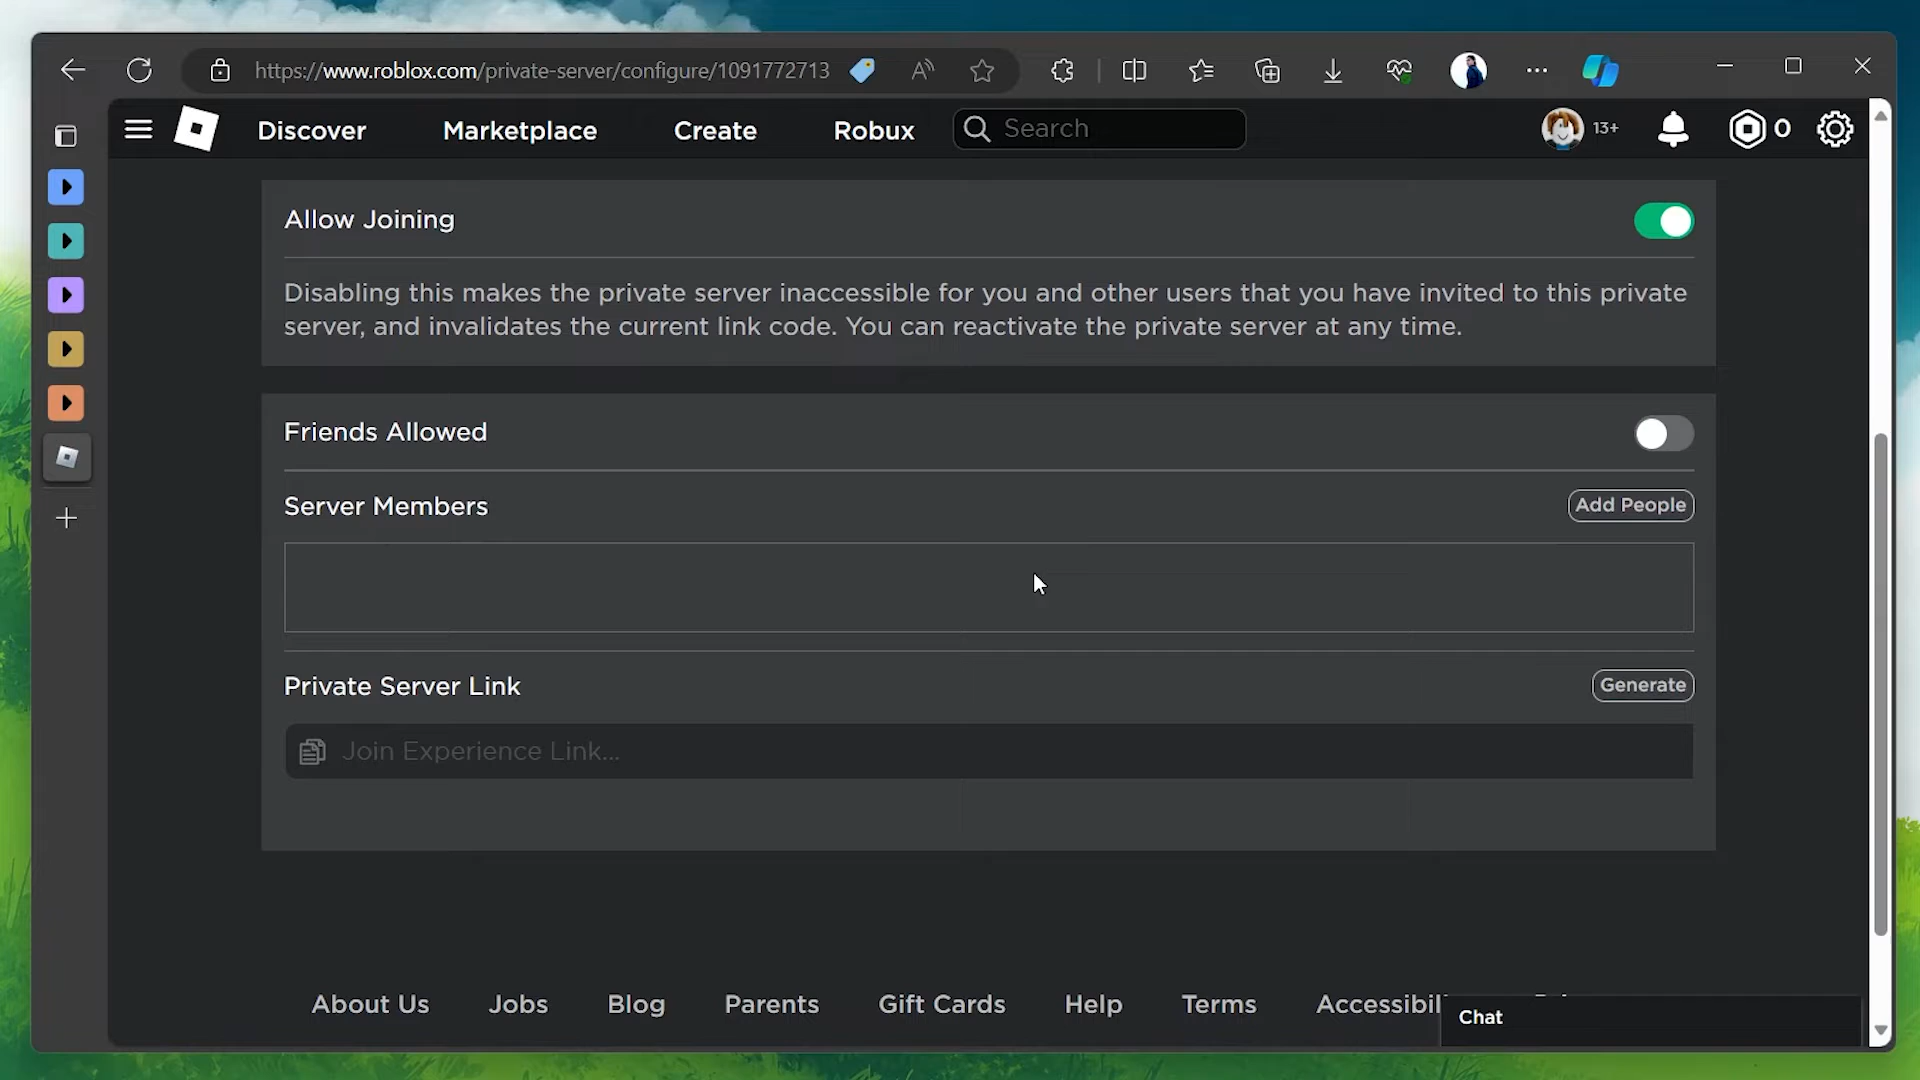 https://www.roblox.com/private-server/configure/1091772713
Discover
Marketplace
Create
Robux
Search
13+
0
Allow Joining
Disabling this makes the private server inaccessible for you and other users that you have invited to this private
server, and invalidates the current link code. You can reactivate the private server at any time.
Friends Allowed
Server Members
Add People
Private Server Link
Generate
Join Experience Link...
About Us
Jobs
Blog
Parents
Gift Cards
Help
Terms
Chat